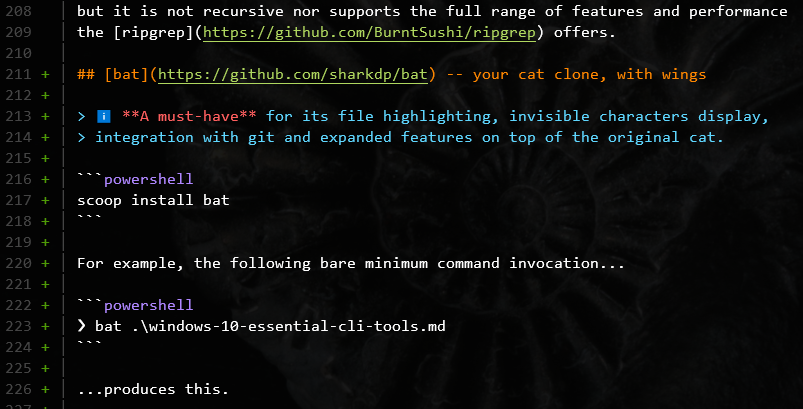 208   │ but it is not recursive nor supports the full range of features and performance
209   │ the [ripgrep](https://github.com/BurntSushi/ripgrep) offers.
210   │
211 + │ ## [bat](https://github.com/sharkdp/bat) -- your cat clone, with wings
212 + │
213 + │ > ℹ️ **A must-have** for its file highlighting, invisible characters display,
214 + │ > integration with git and expanded features on top of the original cat.
215 + │
216 + │ ```powershell
217 + │ scoop install bat
218 + │ ```
219 + │
220 + │ For example, the following bare minimum command invocation...
221 + │
222 + │ ```powershell
223 + │ ❯ bat .\windows-10-essential-cli-tools.md
224 + │ ```
225 + │
226 + │ ...produces this.